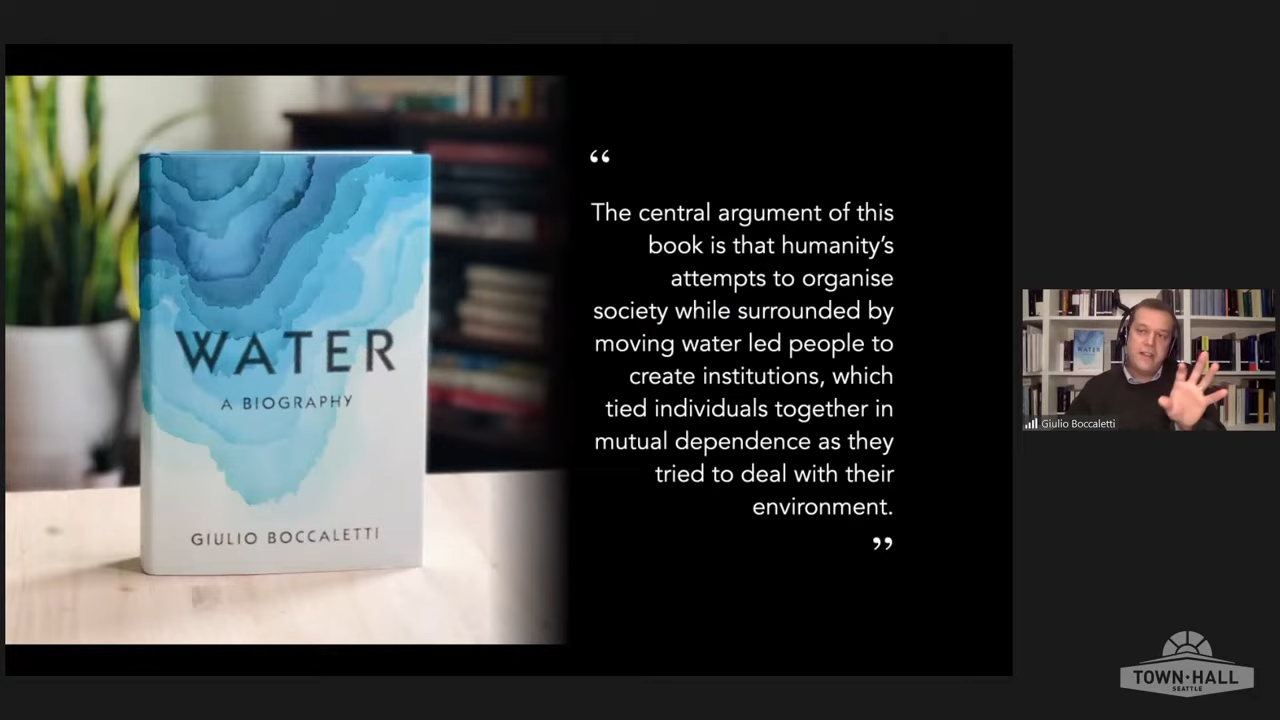 WATER
A BIOGRAPHY
GIULIO BOCCALETTI
“
The central argument of this
book is that humanity’s
attempts to organise
society while surrounded by
moving water led people to
create institutions, which
tied individuals together in
mutual dependence as they
tried to deal with their
environment.
”
WATER
Giulio Boccaletti
TOWN·HALL
SEATTLE